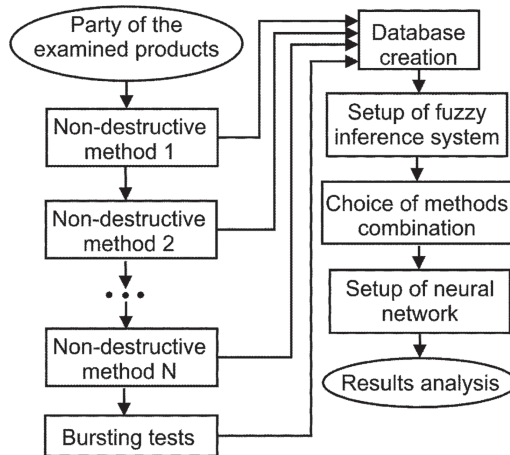 Party of the
examined products
Non-destructive
method 1
Non-destructive
method 2
• • •
Non-destructive
method N
Bursting tests
Database
creation
Setup of fuzzy
inference system
Choice of methods
combination
Setup of neural
network
Results analysis